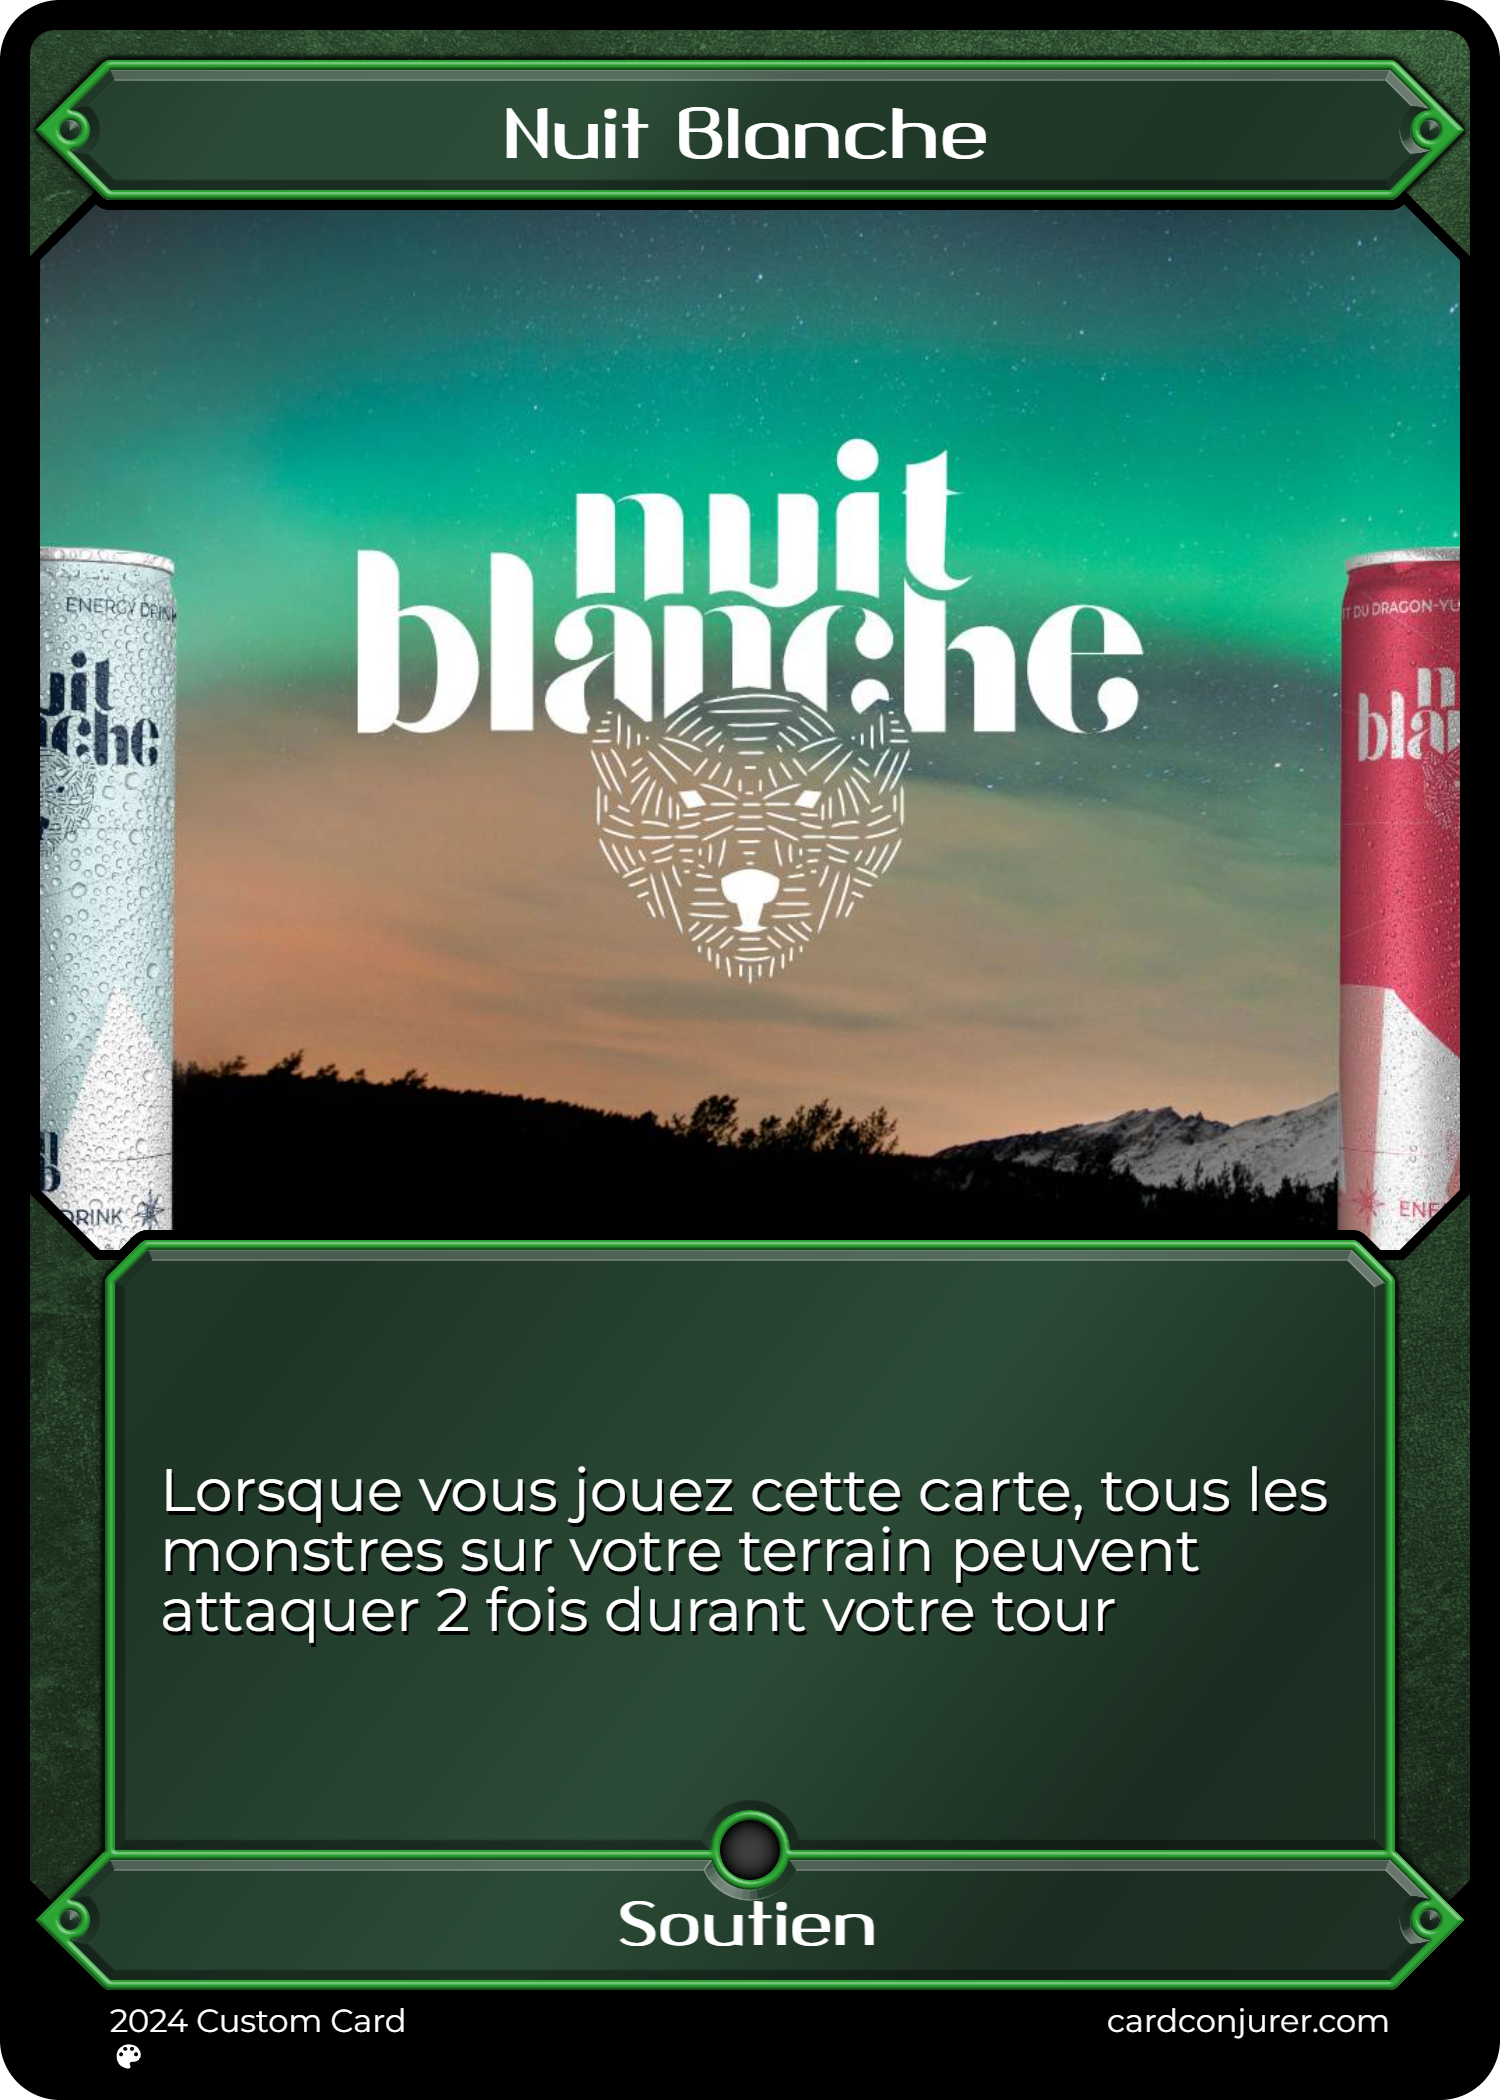 Nuit Blanche
nuit
blanche
ENERGY DRINK
uit
che
DRINK
DU DRAGON-YU
n
bla
ENE
Lorsque vous jouez cette carte, tous les
monstres sur votre terrain peuvent
attaquer 2 fois durant votre tour
Soutien
2024 Custom Card
cardconjurer.com